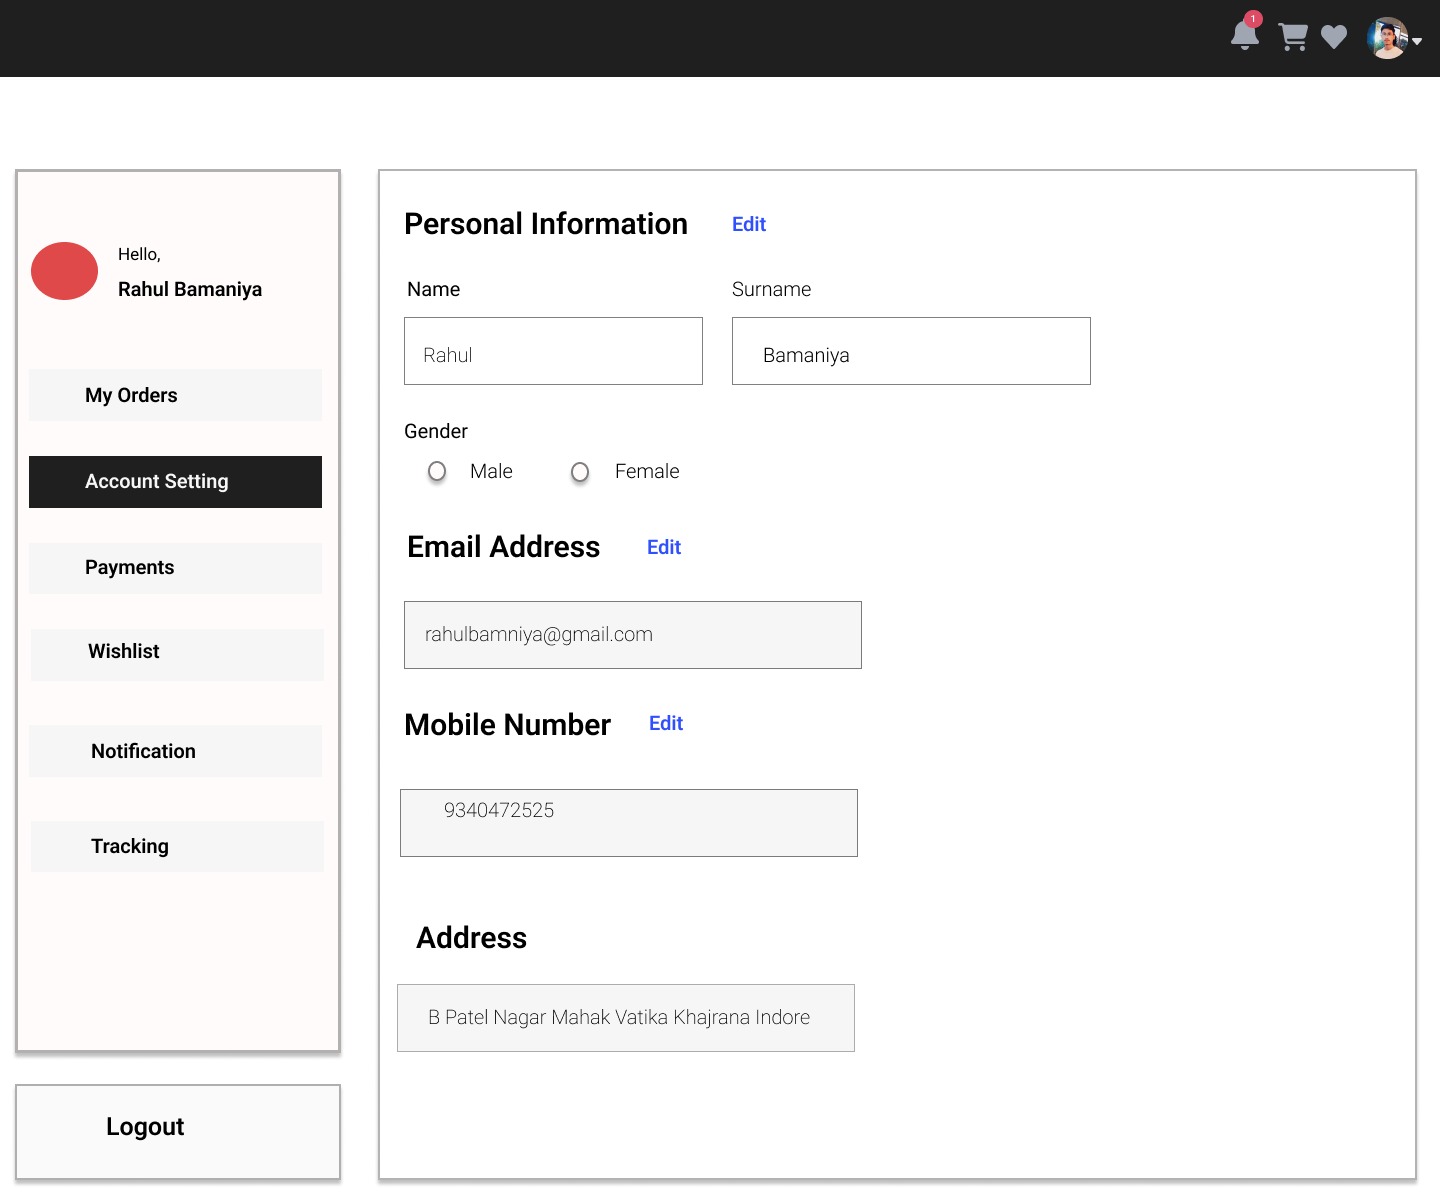 1
Hello,
Rahul Bamaniya
My Orders
Account Setting
Payments
Wishlist
Notification
Tracking
Logout
Personal Information Edit
Name Surname
Rahul Bamaniya
Gender
Male Female
Email Address Edit
rahulbamniya@gmail.com
Mobile Number Edit
9340472525
Address
B Patel Nagar Mahak Vatika Khajrana Indore